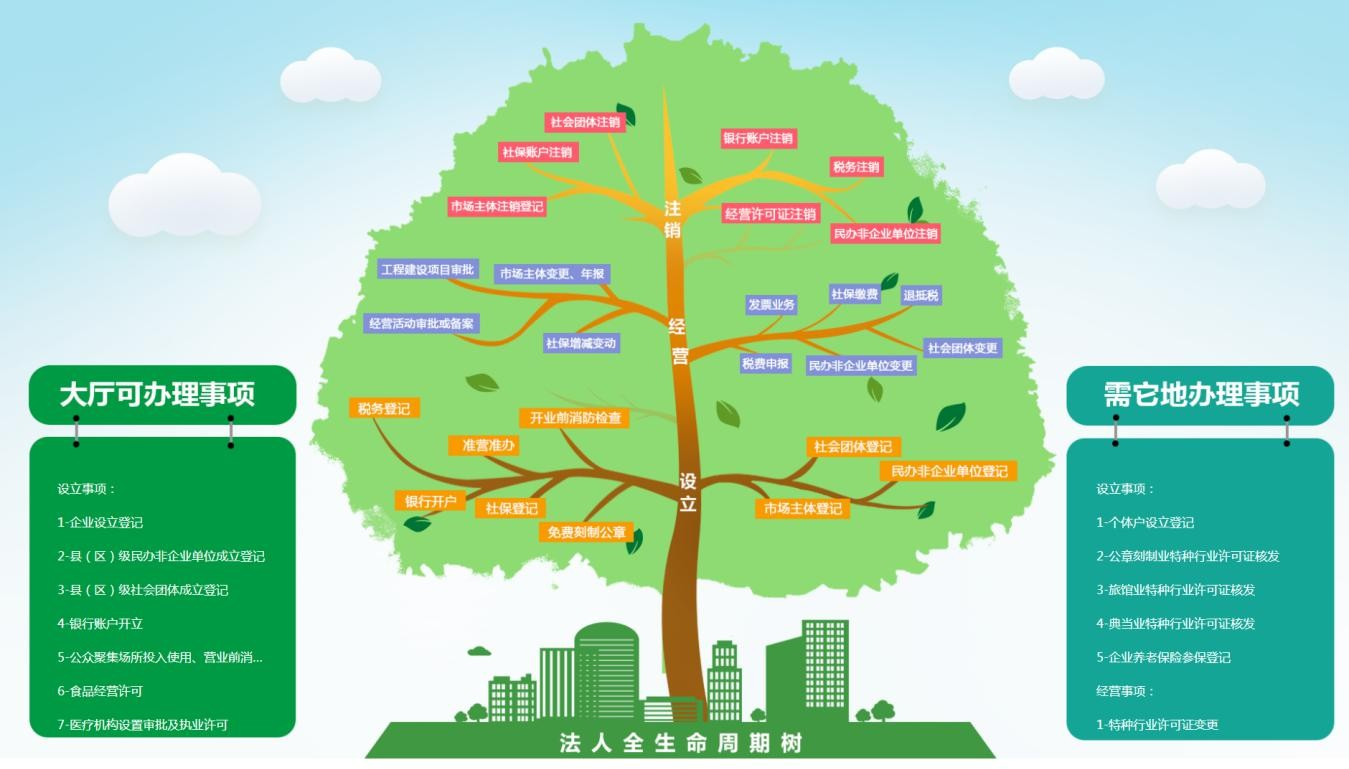 社会团体注销
银行账户注销
社保账户注销
税务注销
市场主体注销登记
注销
经营许可证注销
民办非企业单位注销
工程建设项目审批
市场主体变更、年报
发票业务
社保缴费
退抵税
经营活动审批或备案
社保增减变动
经营
税费申报
民办非企业单位变更
社会团体变更
税务登记
开业前消防检查
准营准办
社会团体登记
民办非企业单位登记
银行开户
社保登记
免费刻制公章
设立
市场主体登记
大厅可办理事项
设立事项：
1-企业设立登记
2-县（区）级民办非企业单位成立登记
3-县（区）级社会团体成立登记
4-银行账户开立
5-公众聚集场所投入使用、营业前消...
6-食品经营许可
7-医疗机构设置审批及执业许可
需它地办理事项
设立事项：
1-个体户设立登记
2-公章刻制业特种行业许可证核发
3-旅馆业特种行业许可证核发
4-典当业特种行业许可证核发
5-企业养老保险参保登记
经营事项：
1-特种行业许可证变更
法人全生命周期树